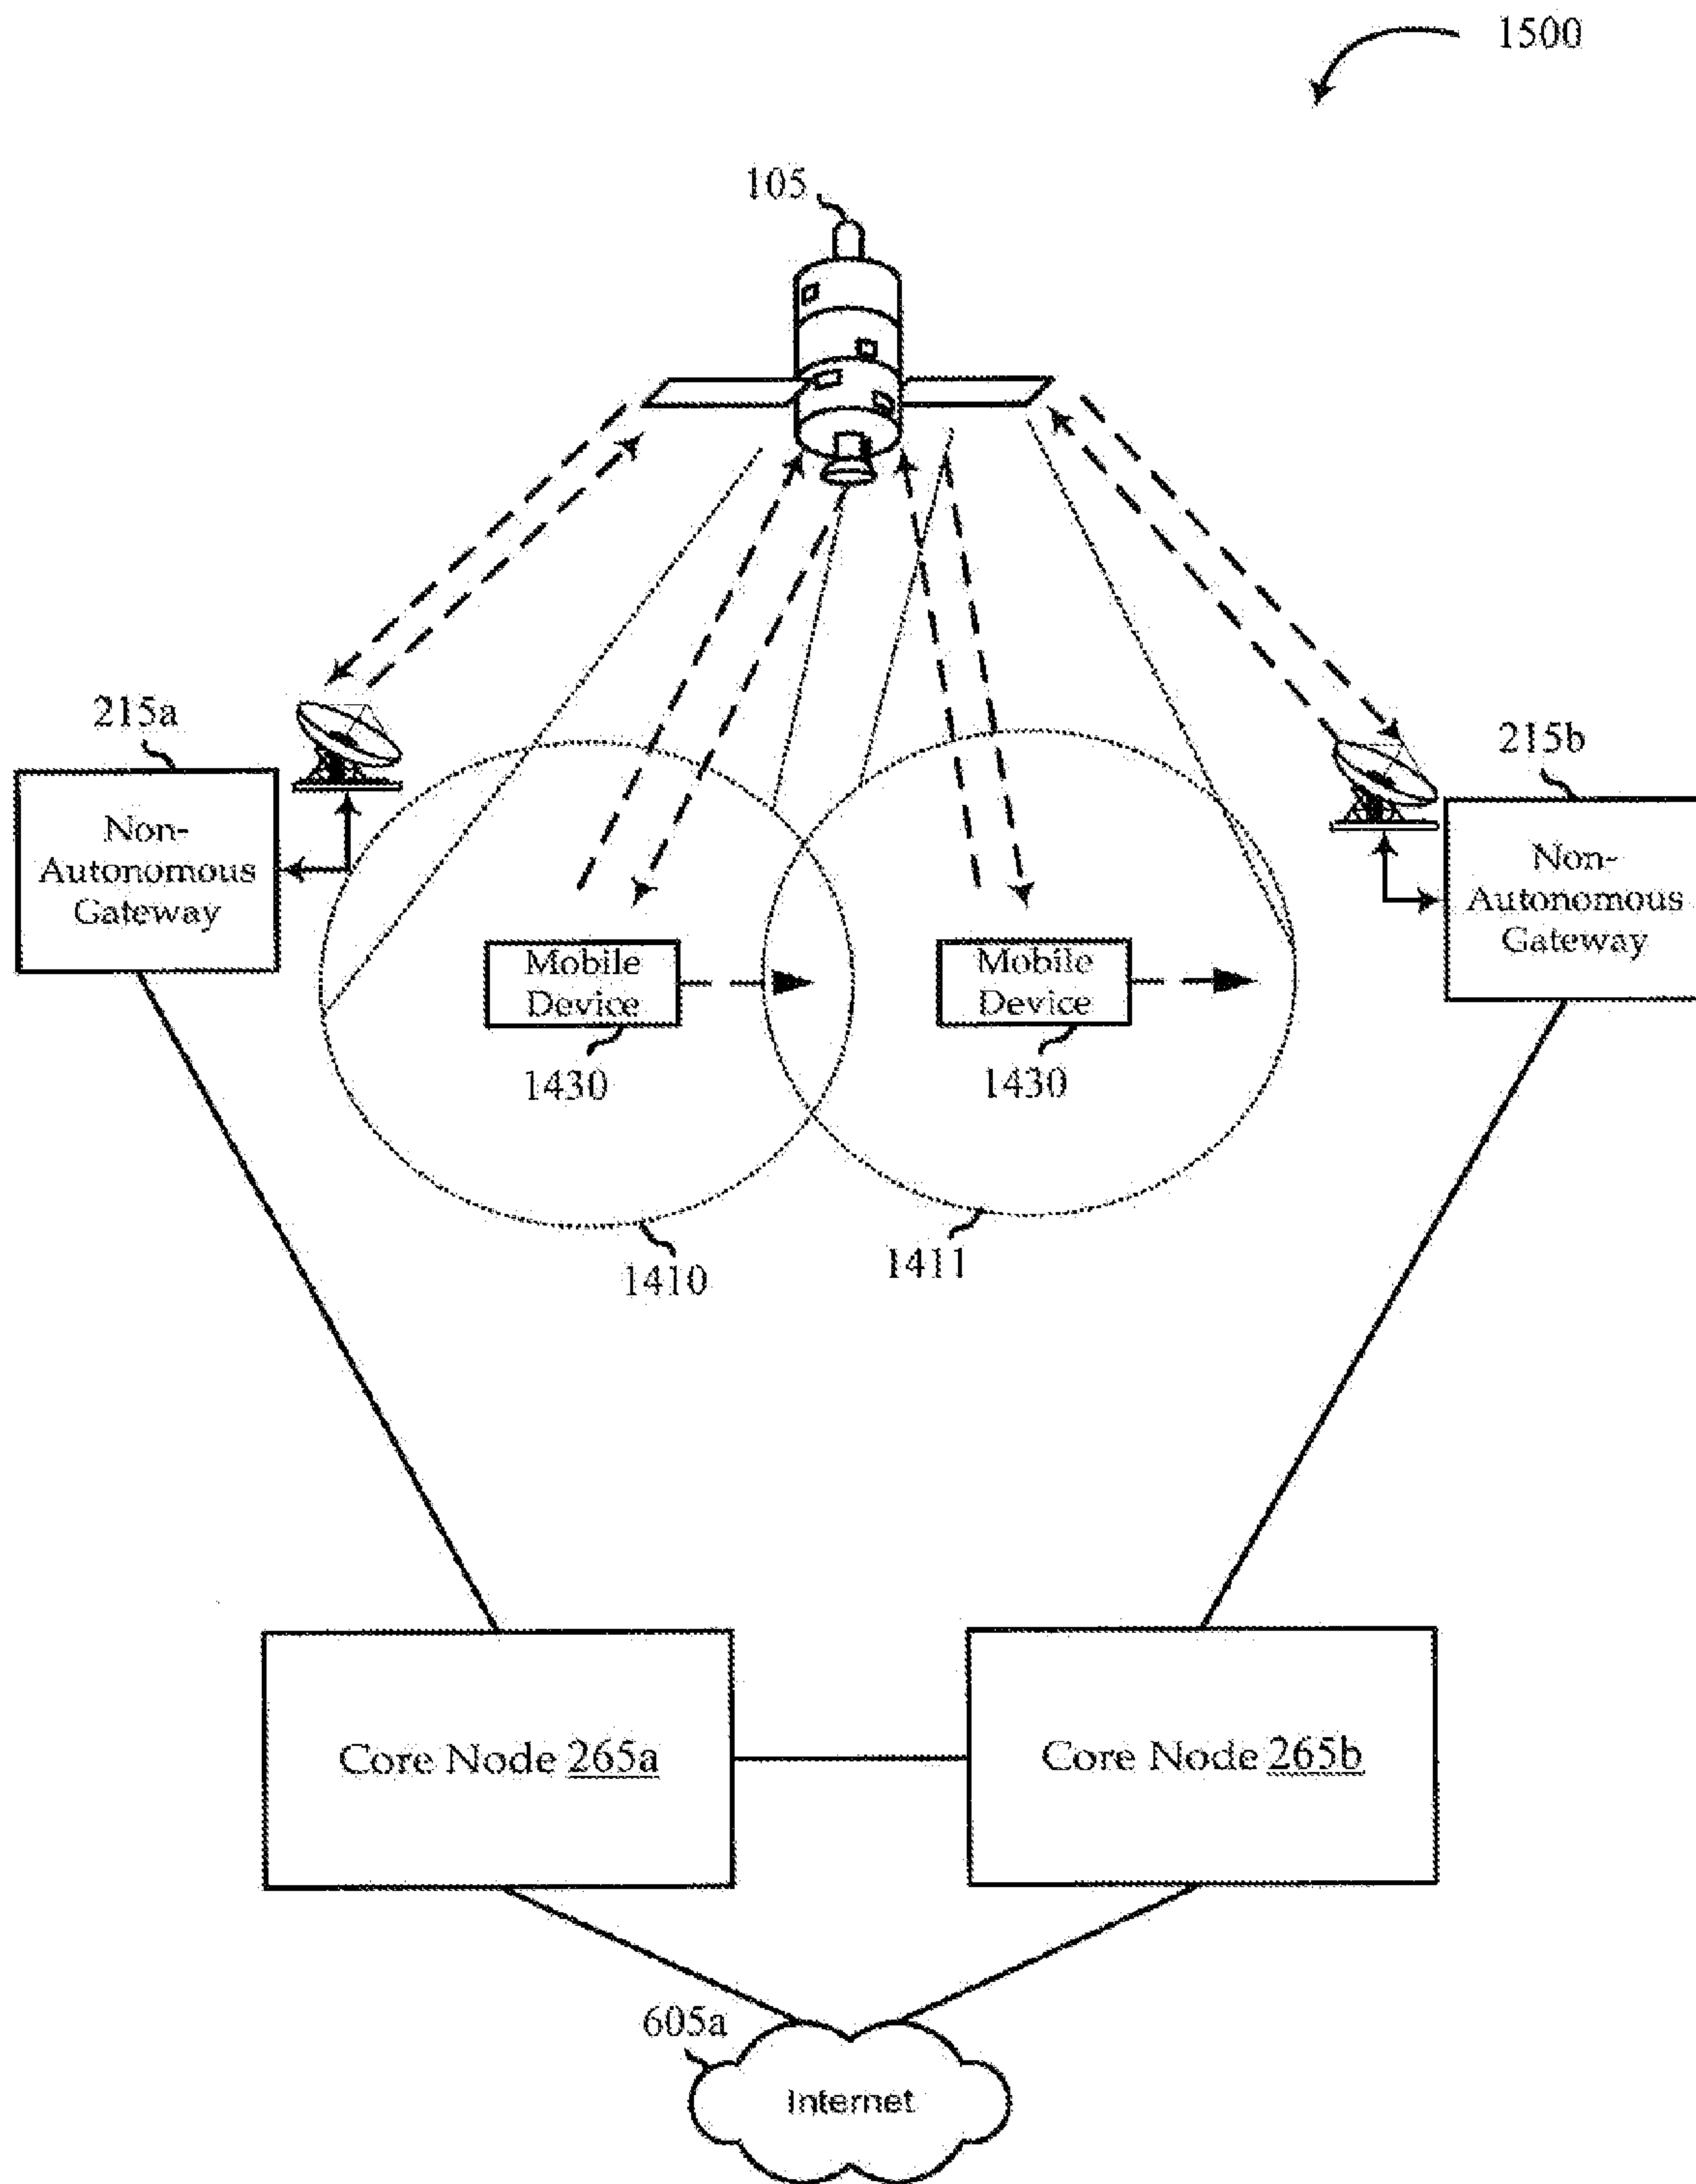 1500
105
215a
215b
Non-
Autonomous
Gateway
Non-
Autonomous
Gateway
Mobile
Device
Mobile
Device
1430
1430
1410
1411
Core Node 265a
Core Node 265b
605a
Internet